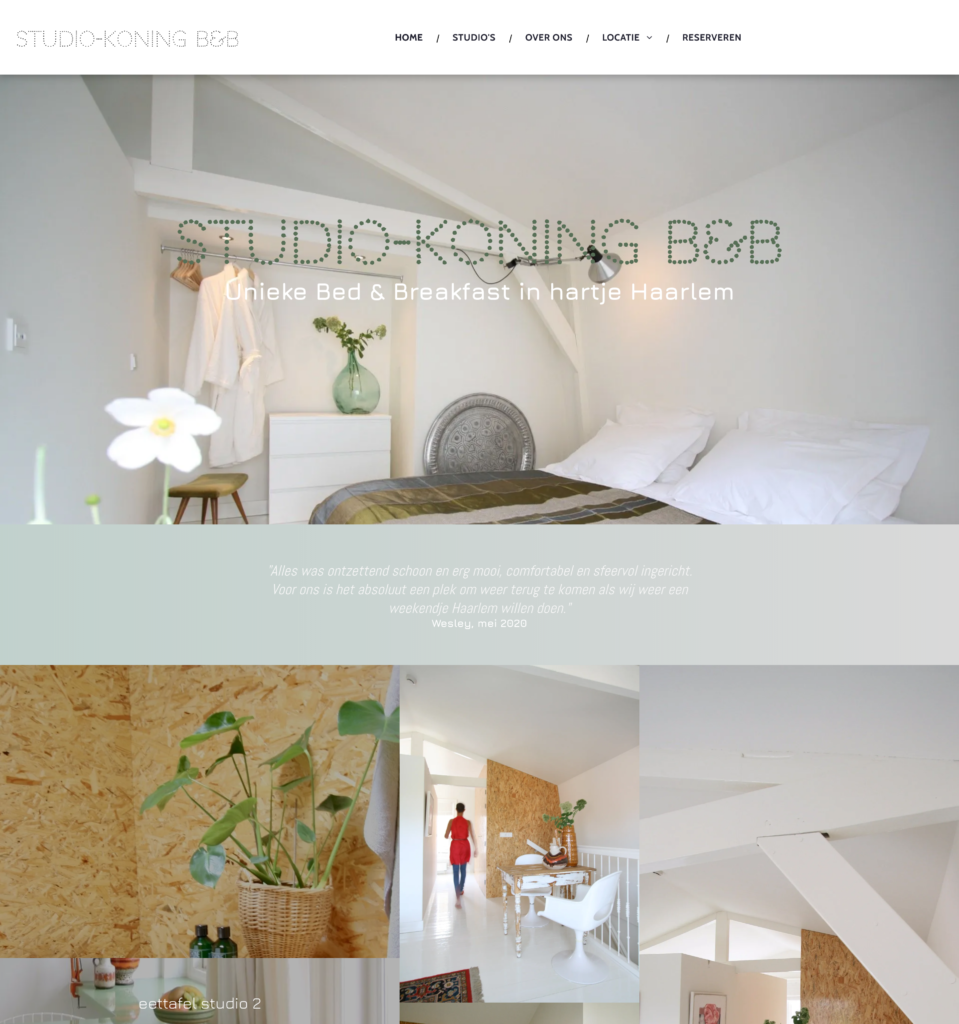 STUDIO-KONING B&B
HOME / STUDIO'S / OVER ONS / LOCATIE / RESERVEREN
STUDIO-KONING B&B
Unieke Bed & Breakfast in hartje Haarlem
"Alles was ontzettend schoon en erg mooi, comfortabel en sfeervol ingericht.
Voor ons is het absoluut een plek om weer terug te komen als wij weer een
weekendje Haarlem willen doen."
Wesley, mei 2020
eettafel studio 2